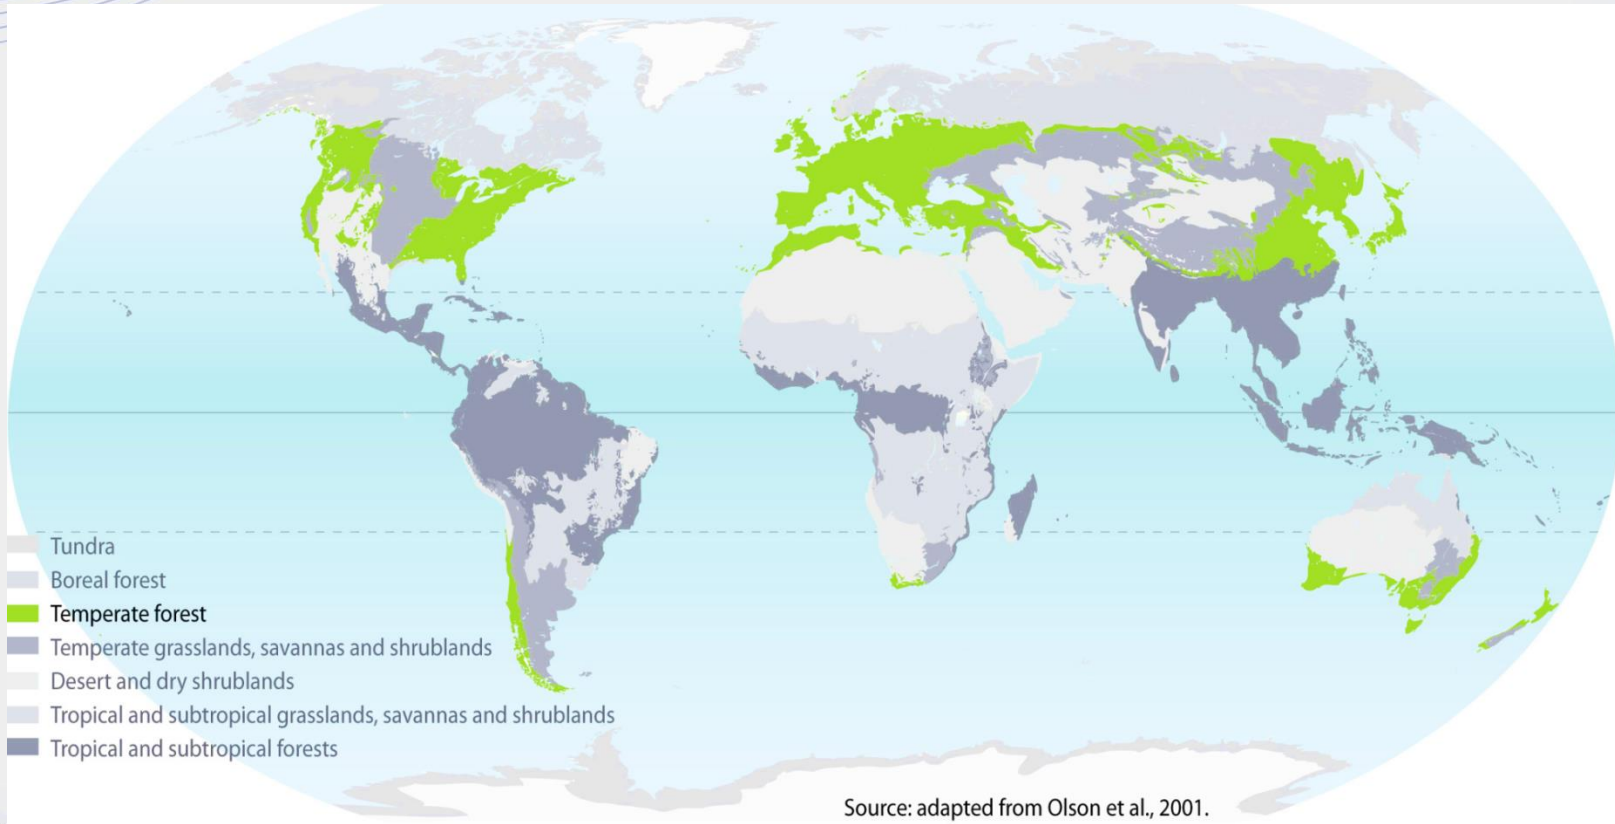 Tundra
Boreal forest
Temperate forest
Temperate grasslands, savannas and shrublands
Desert and dry shrublands
Tropical and subtropical grasslands, savannas and shrublands
Tropical and subtropical forests
Source: adapted from Olson et al., 2001.